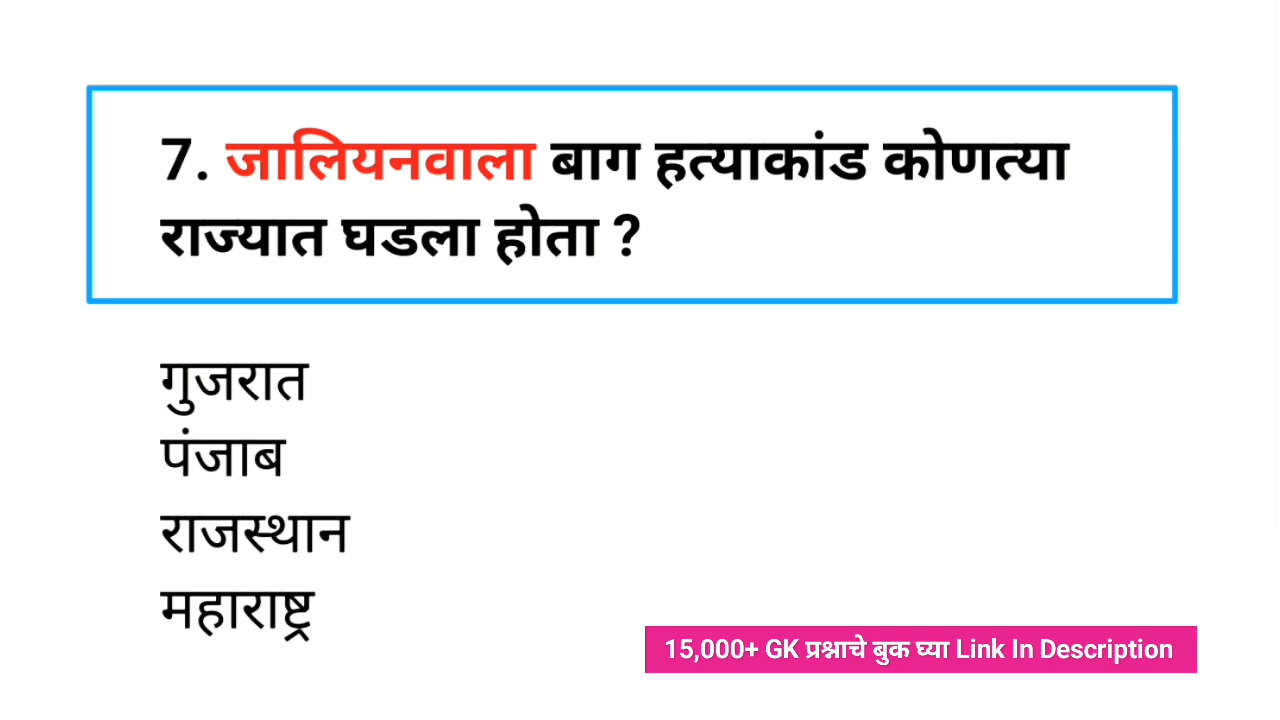 7. जालियनवाला बाग हत्याकांड कोणत्या
राज्यात घडला होता ?
गुजरात
पंजाब
राजस्थान
महाराष्ट्र
15,000+ GK प्रश्नाचे बुक घ्या Link In Description